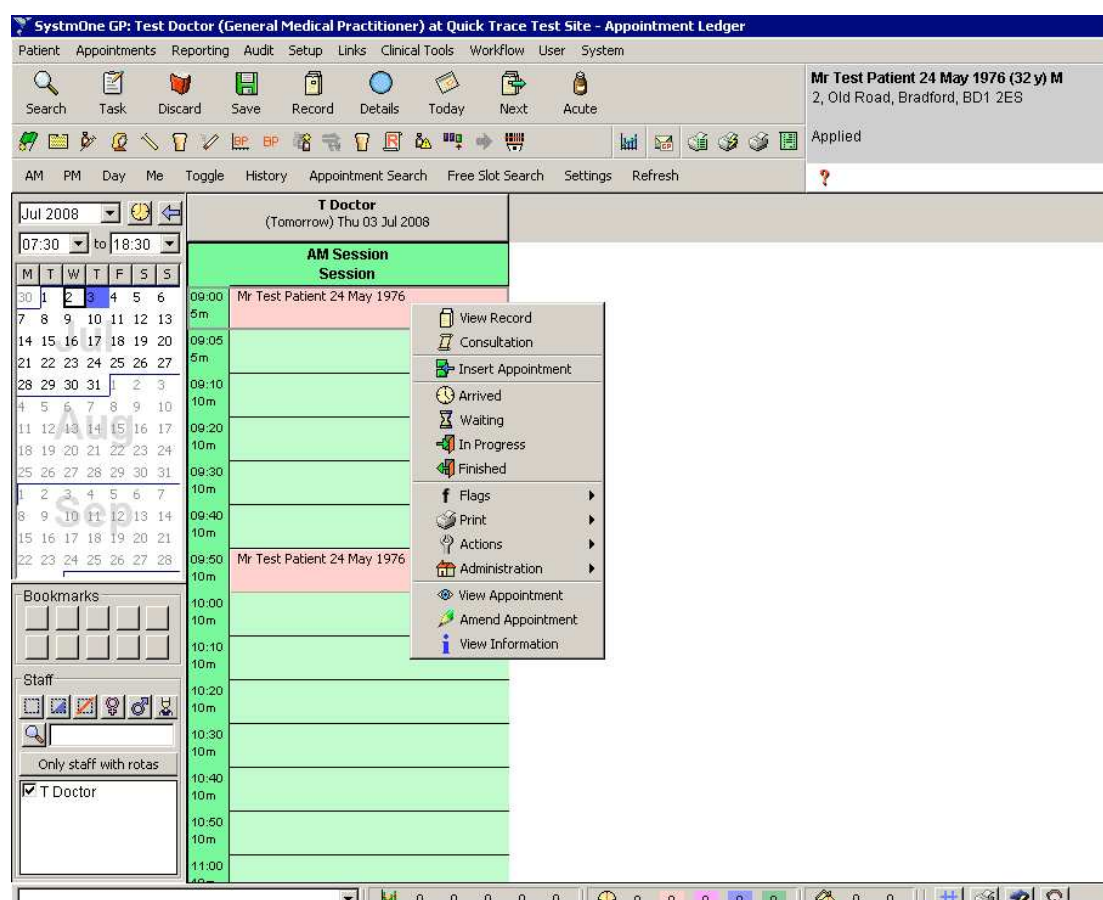 SystmOne GP: Test Doctor (General Medical Practitioner) at Quick Trace Test Site - Appointment Ledger
Patient Appointments Reporting Audit Setup Links Clinical Tools Workflow User System
Search Task Discard Save Record Details Today Next Acute
Mr Test Patient 24 May 1976 (32 y) M
2, Old Road, Bradford, BD1 2ES
Applied
BP BP R
AM PM Day Me Toggle History Appointment Search Free Slot Search Settings Refresh
?
Jul 2008
07:30 to 18:30
M T W T F S S
30 1 2 3 4 5 6
7 8 9 10 11 12 13
14 15 16 17 18 19 20
21 22 23 24 25 26 27
28 29 30 31 1 2 3
4 5 6 7 8 9 10
11 12 13 14 15 16 17
18 19 20 21 22 23 24
25 26 27 28 29 30 31
1 2 3 4 5 6 7
8 9 10 11 12 13 14
15 16 17 18 19 20 21
22 23 24 25 26 27 28
Jul
Aug
Sep
Bookmarks
Staff
Only staff with rotas
T Doctor
T Doctor
(Tomorrow) Thu 03 Jul 2008
AM Session
Session
09:00 Mr Test Patient 24 May 1976
5m
09:05
5m
09:10
10m
09:20
10m
09:30
10m
09:40
10m
09:50 Mr Test Patient 24 May 1976
10m
10:00
10m
10:10
10m
10:20
10m
10:30
10m
10:40
10m
10:50
10m
11:00
View Record
Consultation
Insert Appointment
Arrived
Waiting
In Progress
Finished
f Flags
Print
Actions
Administration
View Appointment
Amend Appointment
i View Information